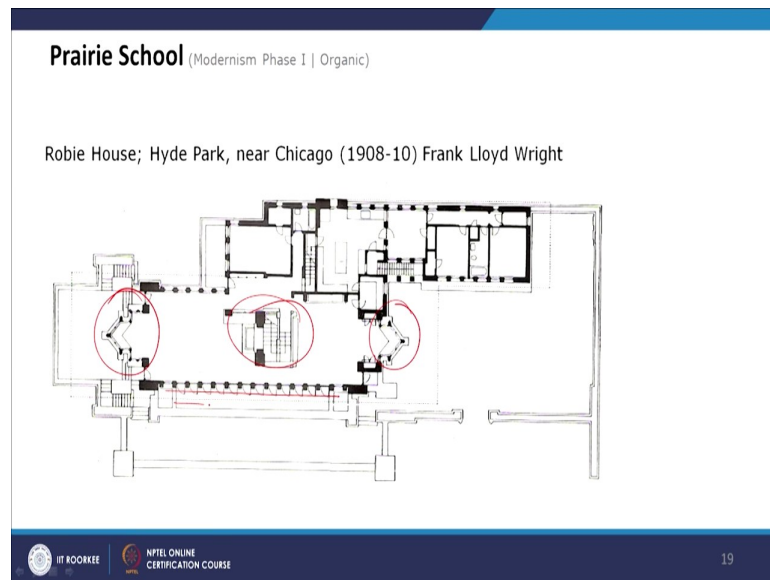 Prairie School (Modernism Phase I | Organic)
Robie House; Hyde Park, near Chicago (1908-10) Frank Lloyd Wright
IIT ROORKEE
NPTEL ONLINE
CERTIFICATION COURSE
19